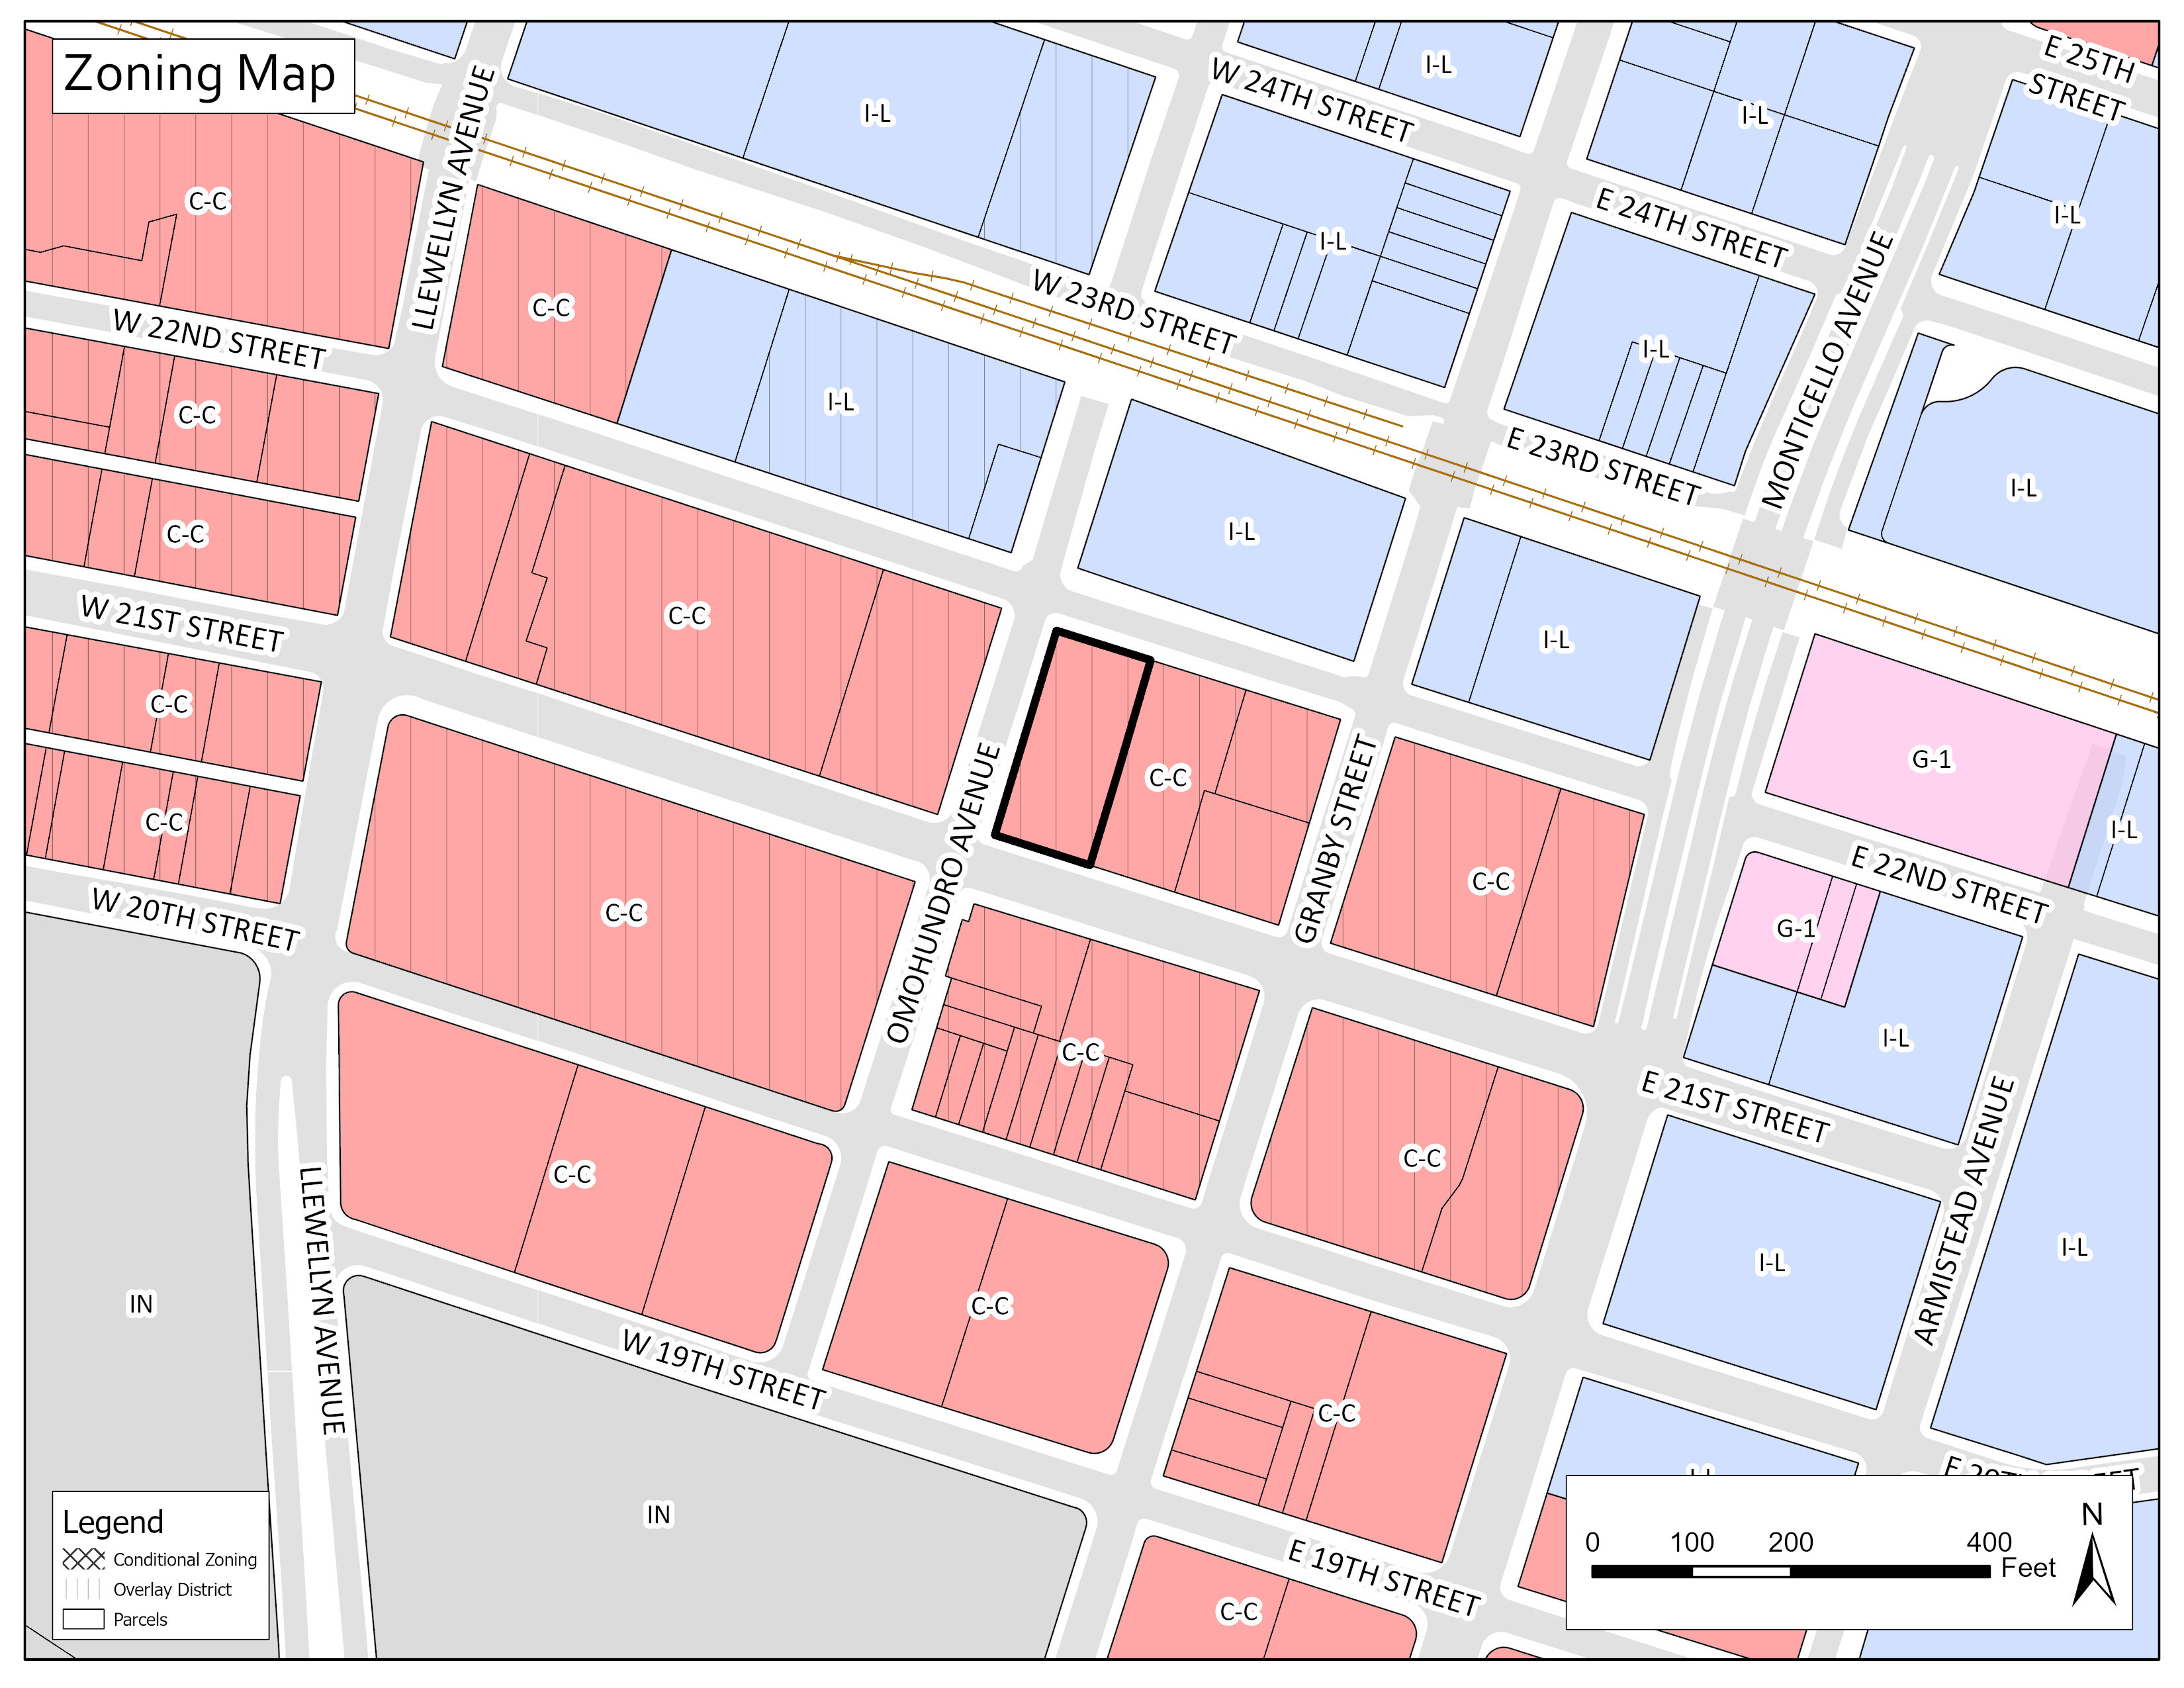 Zoning Map
E 25TH
STREET
W 24TH STREET
I-L
I-L
I-L
LLEWELLYN AVENUE
C-C
E 24TH STREET
I-L
I-L
MONTICELLO AVENUE
W 23RD STREET
C-C
W 22ND STREET
I-L
I-L
C-C
E 23RD STREET
I-L
C-C
I-L
W 21ST STREET
C-C
I-L
C-C
G-1
C-C
GRANBY STREET
C-C
I-L
W 20TH STREET
C-C
OMOHUNDRO AVENUE
C-C
E 22ND STREET
G-1
C-C
I-L
E 21ST STREET
C-C
C-C
ARMISTEAD AVENUE
I-L
I-L
LLEWELLYN AVENUE
IN
C-C
W 19TH STREET
C-C
IN
E 19TH STREET
C-C
Legend
Conditional Zoning
Overlay District
Parcels
0 100 200 400
Feet
N